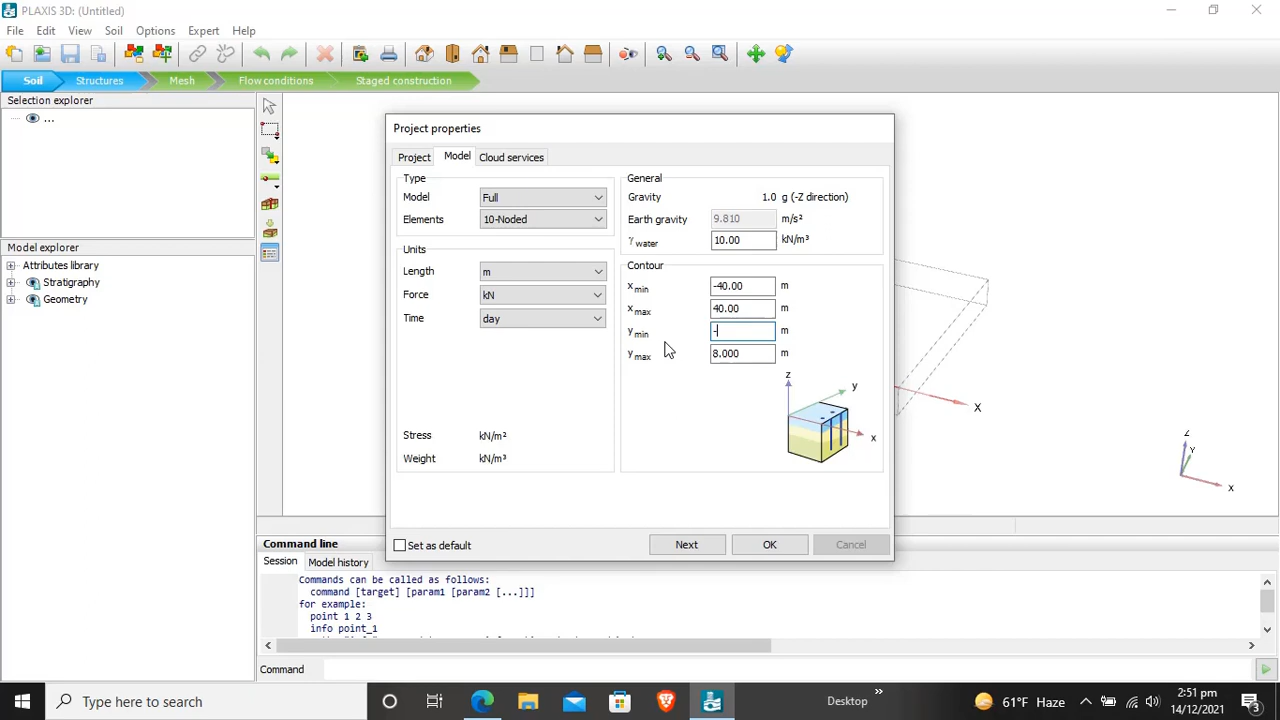 PLAXIS 3D: (Untitled)
File Edit View Soil Options Expert Help
Soil Structures Mesh Flow conditions Staged construction
Selection explorer
...
Model explorer
Attributes library
Stratigraphy
Geometry
Project properties
Project Model Cloud services
Type
Model Full
Elements 10-Noded
Units
Length m
Force kN
Time day
Stress kN/m²
Weight kN/m³
General
Gravity 1.0 g (-Z direction)
Earth gravity 9.810 m/s²
γ water 10.00 kN/m³
Contour
x min -40.00 m
x max 40.00 m
y min - m
y max 8.000 m
z
y
x
Set as default Next OK Cancel
X
Z
Y
X
Command line
Session Model history
Commands can be called as follows:
command [target] [param1 [param2 [...]]]
for example:
point 1 2 3
info point_1
Command
Type here to search
Desktop
»
61°F Haze
2:51 pm
14/12/2021
3